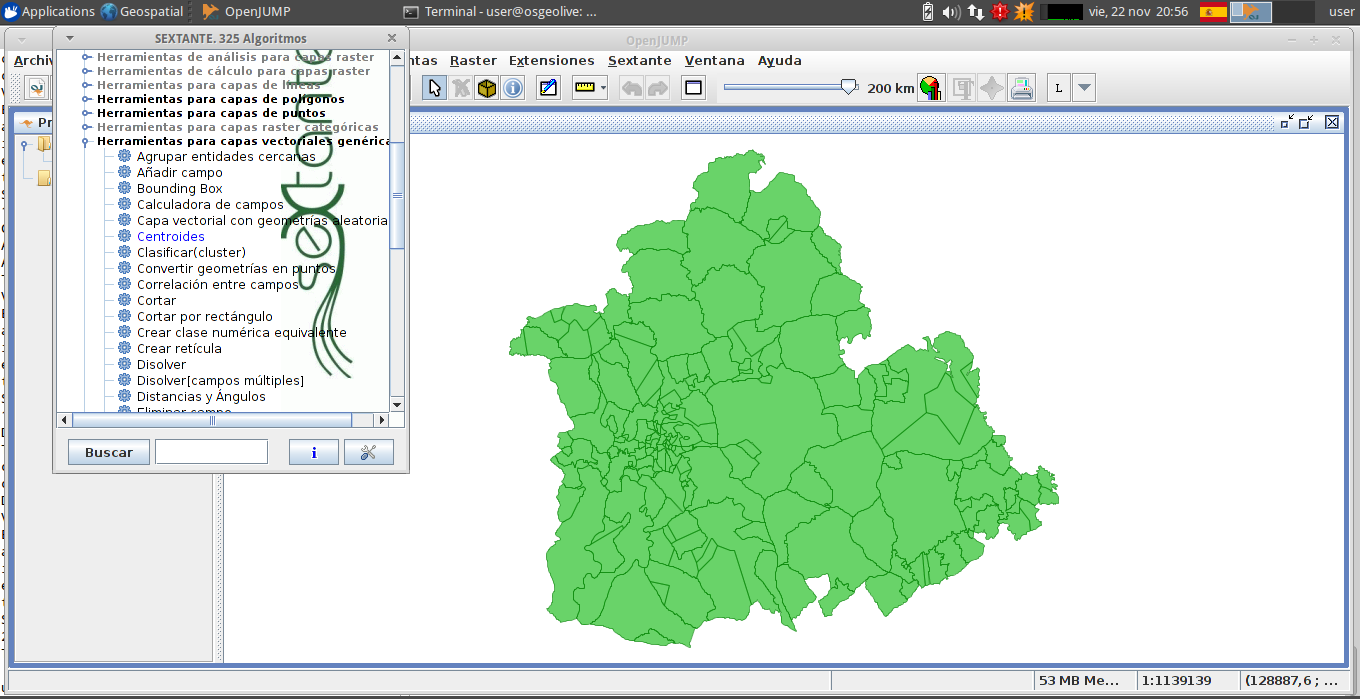 Applications Geospatial OpenJUMP Terminal - user@osgeolive: ... vie, 22 nov 20:56 user
SEXTANTE. 325 Algoritmos
OpenJUMP
Archiv
ntas Raster Extensiones Sextante Ventana Ayuda
200 km
L
Pr
Herramientas de análisis para capas raster
Herramientas de cálculo para capas raster
Herramientas para capas de líneas
Herramientas para capas de polígonos
Herramientas para capas de puntos
Herramientas para capas raster categóricas
Herramientas para capas vectoriales genérica
Agrupar entidades cercanas
Añadir campo
Bounding Box
Calculadora de campos
Capa vectorial con geometrías aleatoria
Centroides
Clasificar(cluster)
Convertir geometrías en puntos
Correlación entre campos
Cortar
Cortar por rectángulo
Crear clase numérica equivalente
Crear retícula
Disolver
Disolver[campos múltiples]
Distancias y Ángulos
Eliminar campo
sextante
Buscar
i
53 MB Me...
1:1139139
(128887,6 ; ...